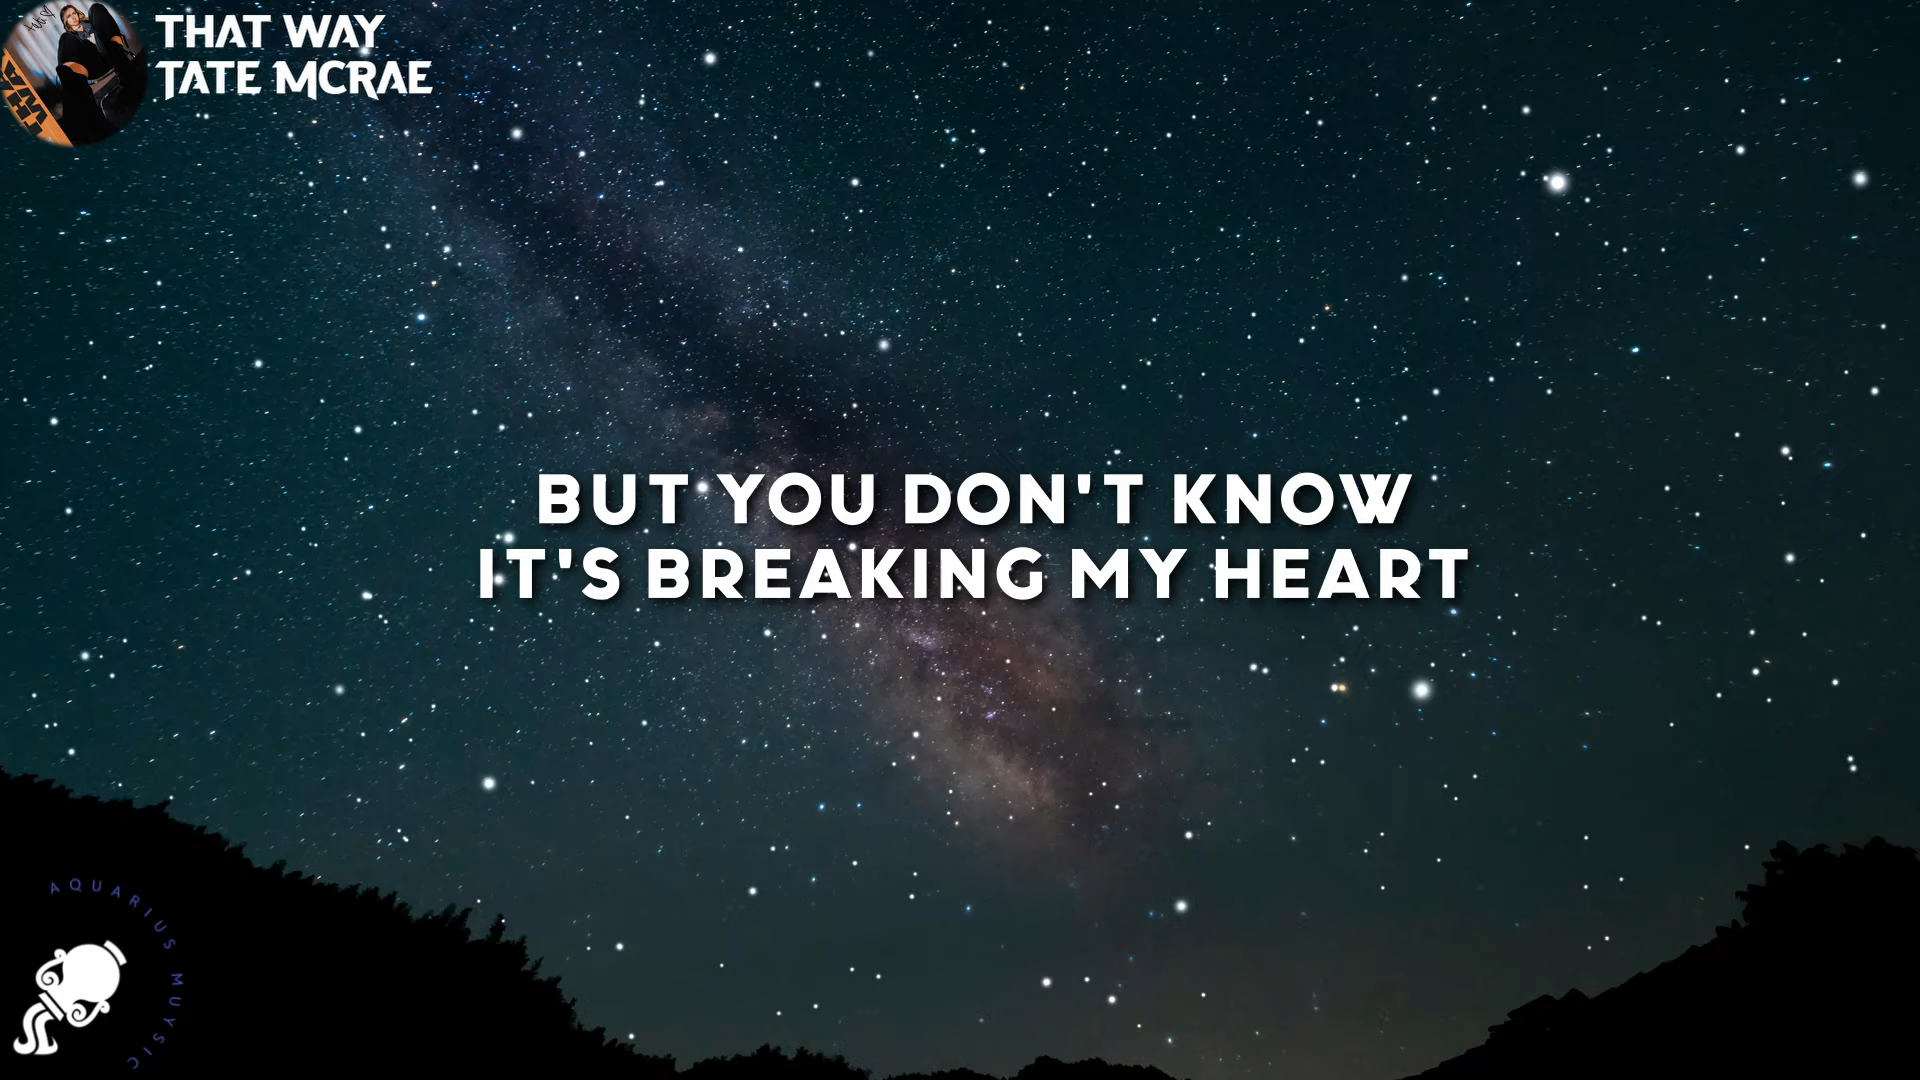 THAT WAY
TATE MCRAE
BUT YOU DON'T KNOW
IT'S BREAKING MY HEART
AQUARIUS MUYSIC